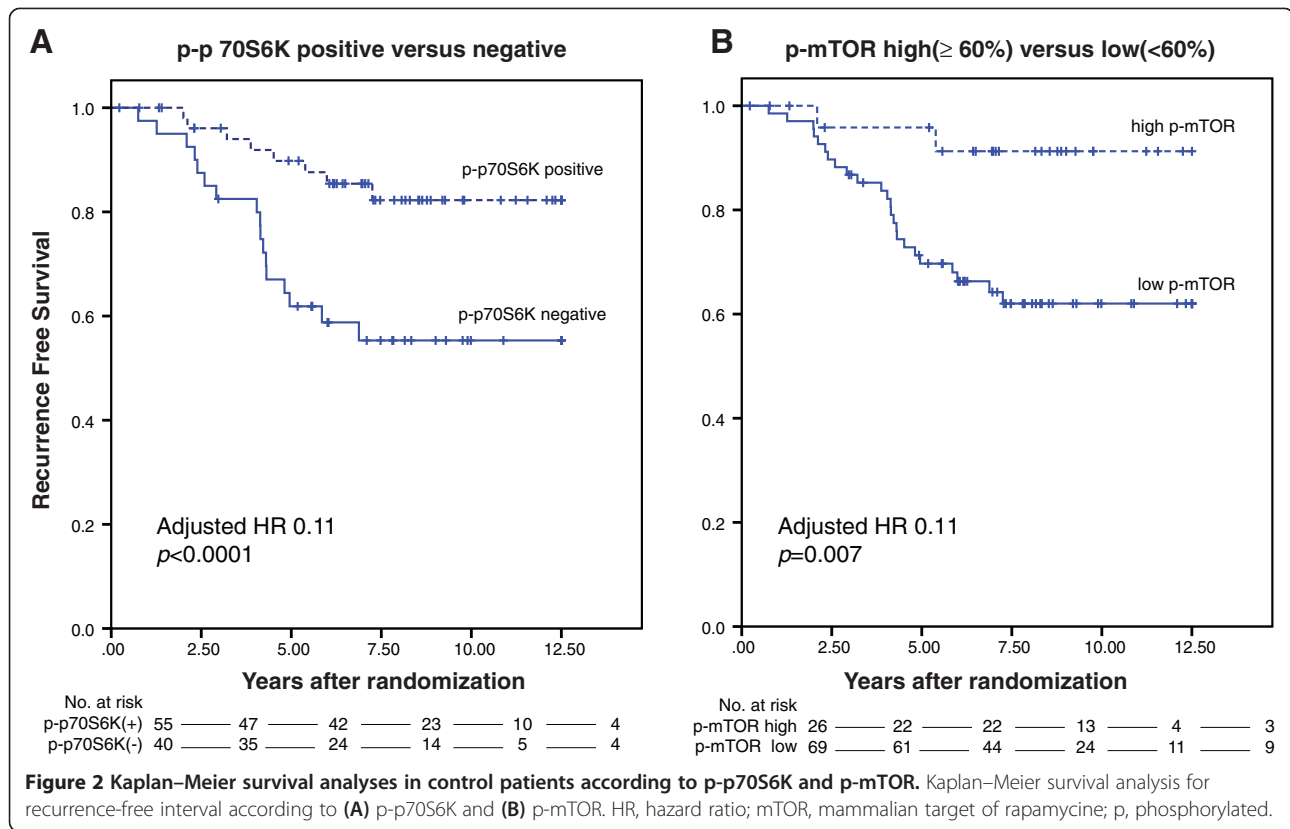 A
p-p 70S6K positive versus negative
Recurrence Free Survival
1.0
0.8
0.6
0.4
0.2
0.0
p-p70S6K positive
p-p70S6K negative
Adjusted HR 0.11
p<0.0001
.00 2.50 5.00 7.50 10.00 12.50
Years after randomization
No. at risk
p-p70S6K(+) 55 47 42 23 10 4
p-p70S6K(-) 40 35 24 14 5 4
B
p-mTOR high(≥ 60%) versus low(<60%)
1.0
0.8
0.6
0.4
0.2
0.0
high p-mTOR
low p-mTOR
Adjusted HR 0.11
p=0.007
.00 2.50 5.00 7.50 10.00 12.50
Years after randomization
No. at risk
p-mTOR high 26 22 22 13 4 3
p-mTOR low 69 61 44 24 11 9
Figure 2 Kaplan–Meier survival analyses in control patients according to p-p70S6K and p-mTOR. Kaplan–Meier survival analysis for
recurrence-free interval according to (A) p-p70S6K and (B) p-mTOR. HR, hazard ratio; mTOR, mammalian target of rapamycine; p, phosphorylated.